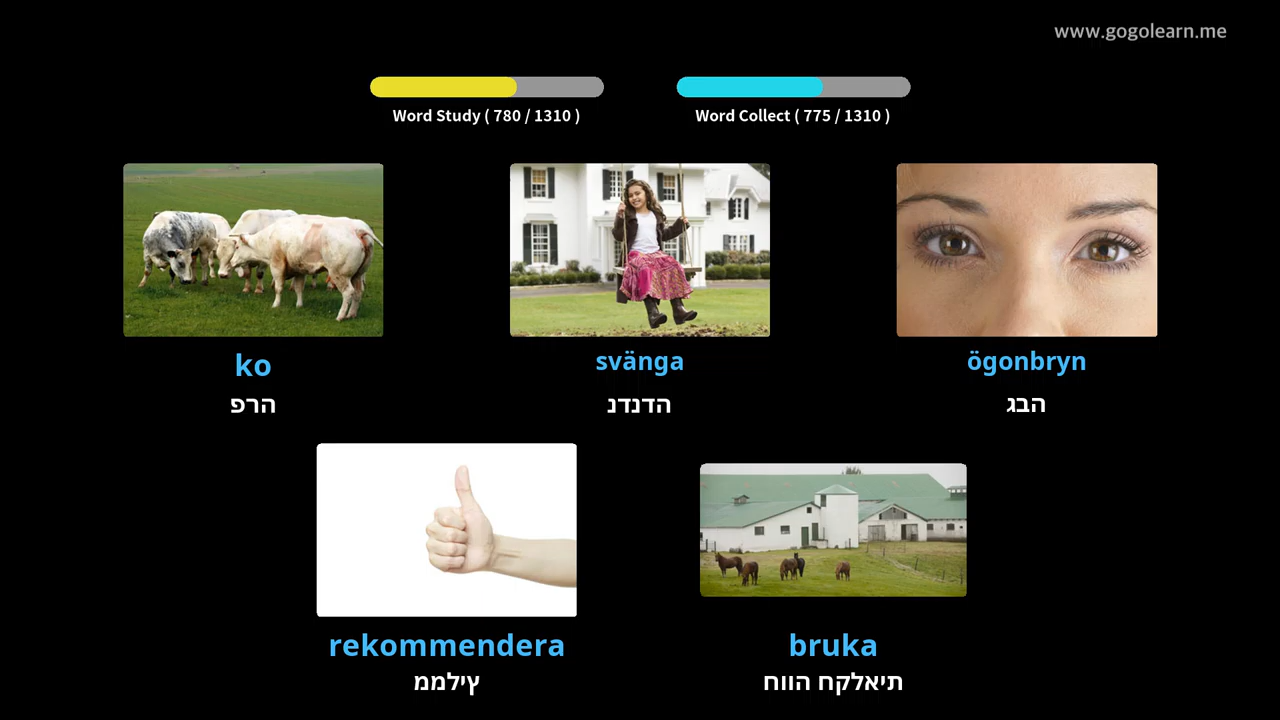 www.gogolearn.me
Word Study ( 780 / 1310 )
Word Collect ( 775 / 1310 )
ko
הרפ
svänga
הדנדנ
ögonbryn
הבג
rekommendera
ץילממ
bruka
תיאלקח הווח